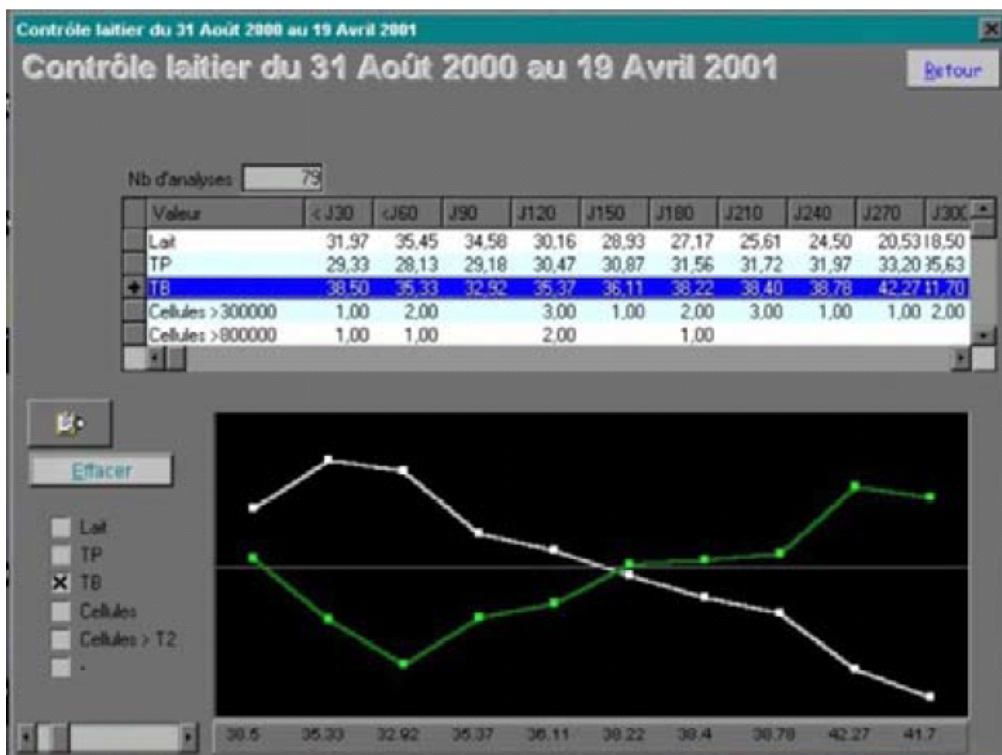 Contrôle laitier du 31 Août 2000 au 19 Avril 2001
Contrôle laitier du 31 Août 2000 au 19 Avril 2001
Retour
Nb d'analyses 79
Valeur <J30 <J60 J90 J120 J150 J180 J210 J240 J270 J300
Lait 31,97 35,45 34,58 30,16 28,93 27,17 25,61 24,50 20,53 18,50
TP 29,33 28,13 29,18 30,47 30,87 31,56 31,72 31,97 33,20 35,63
TB 38,50 35,33 32,92 35,37 36,11 38,22 38,40 38,78 42,27 41,70
Cellules >300000 1,00 2,00 3,00 1,00 2,00 3,00 1,00 1,00 2,00
Cellules >800000 1,00 1,00 2,00 1,00
Effacer
Lait
TP
TB
Cellules
Cellules > T2
-
38.5 35.33 32.92 35.37 36.11 38.22 38.4 38.78 42.27 41.7